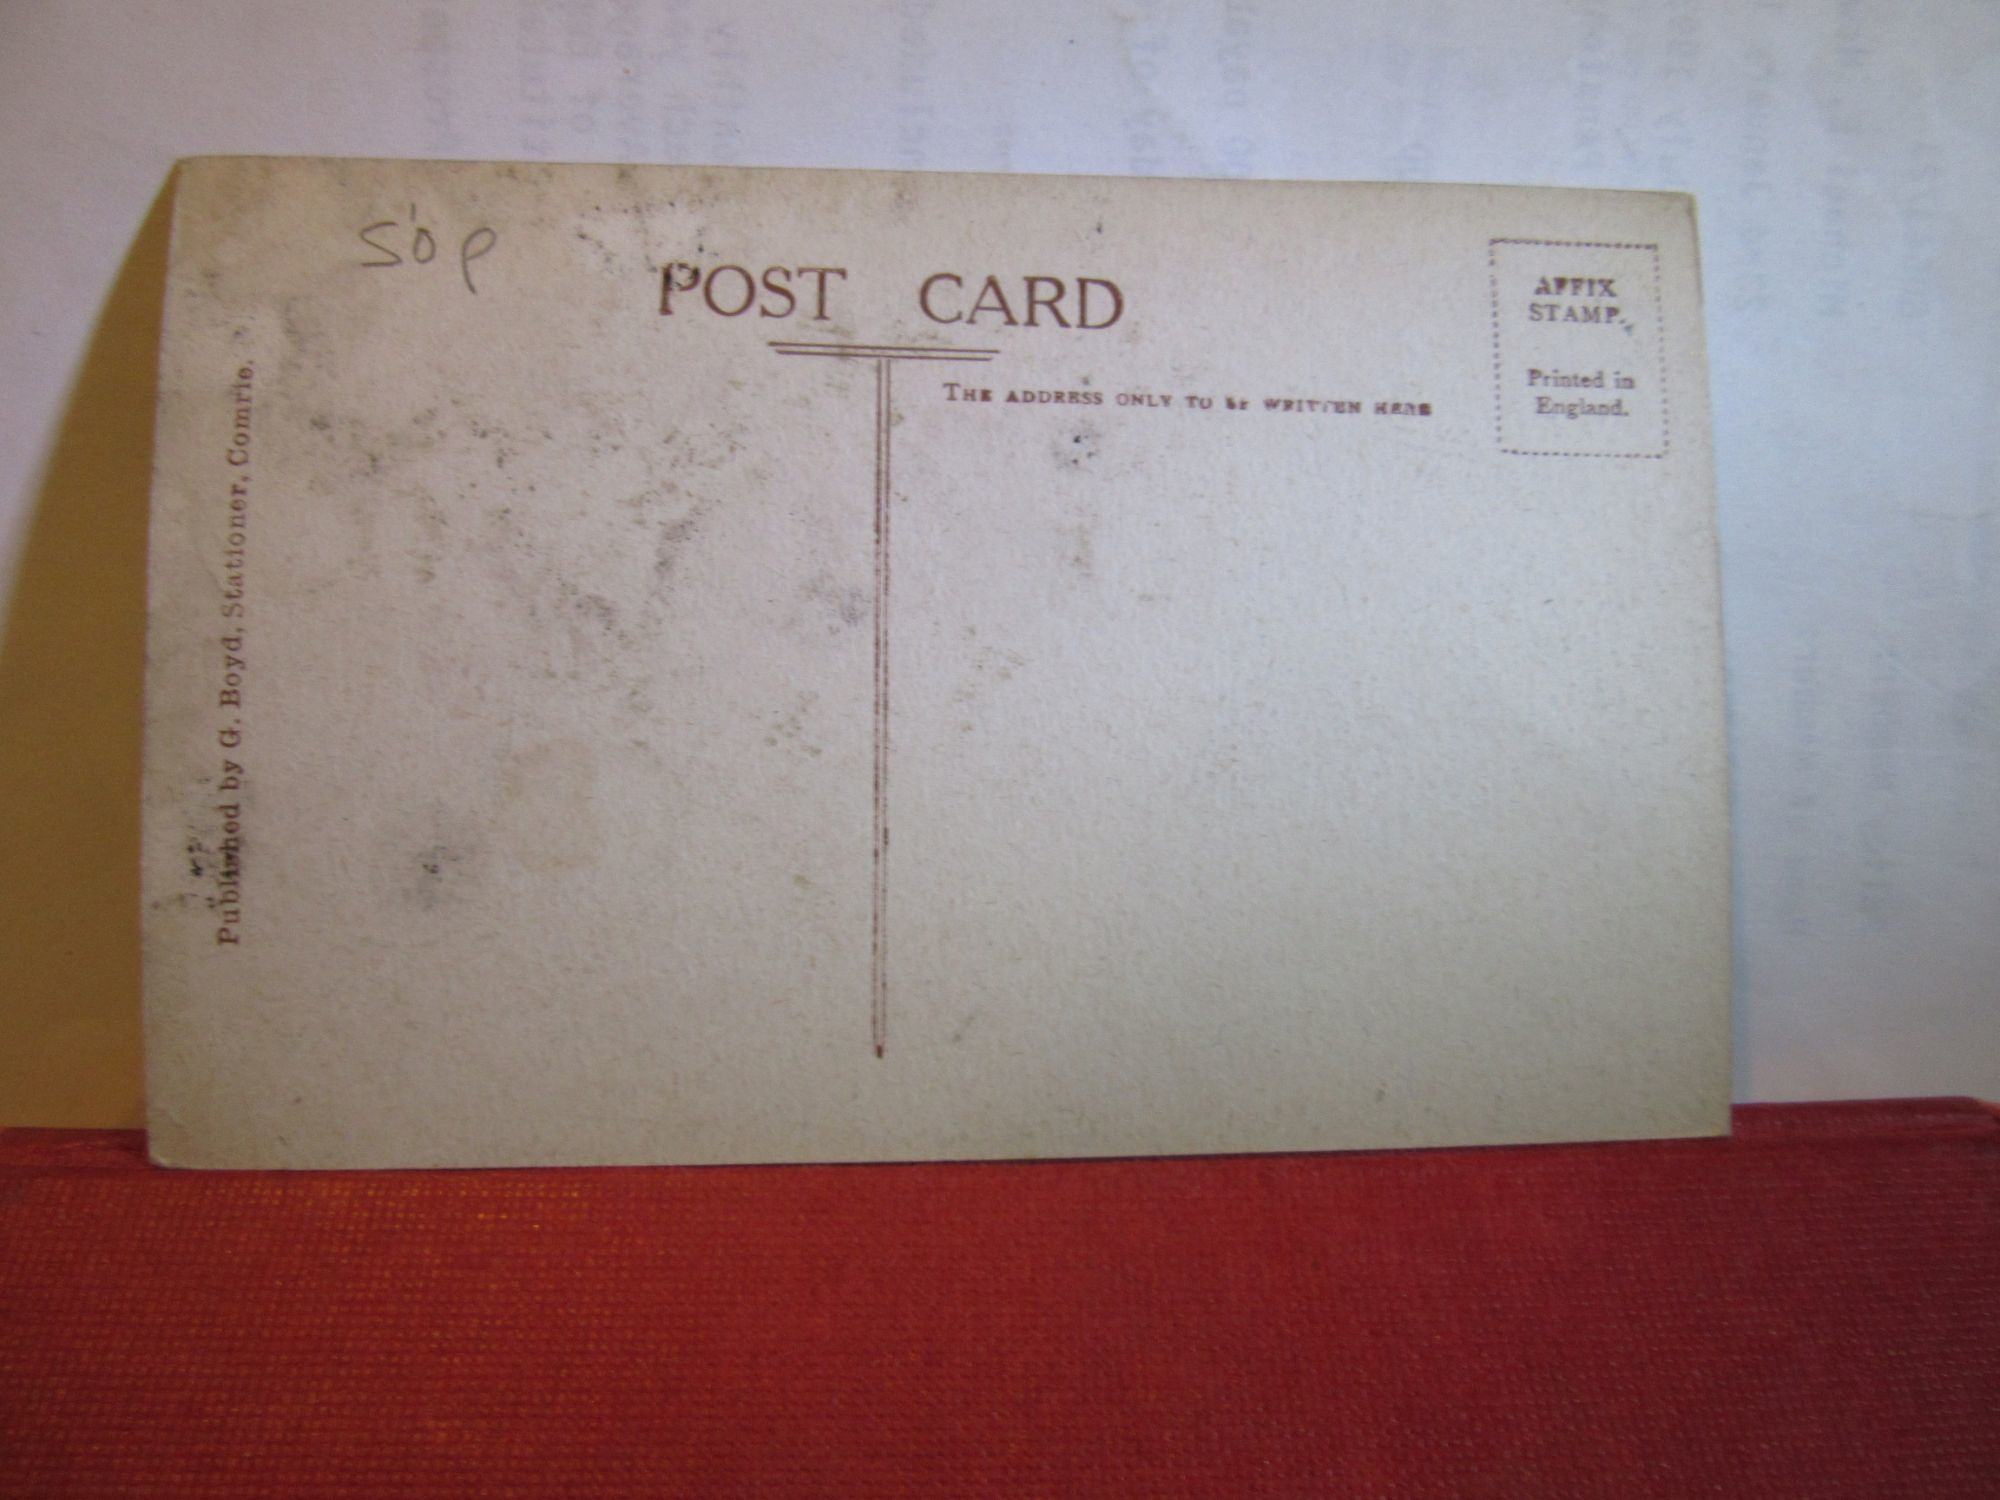 50p
POST CARD
AFFIX
STAMP.
Printed in
England.
THE ADDRESS ONLY TO BE WRITTEN HERE
Published by G. Boyd, Stationer, Comrie.